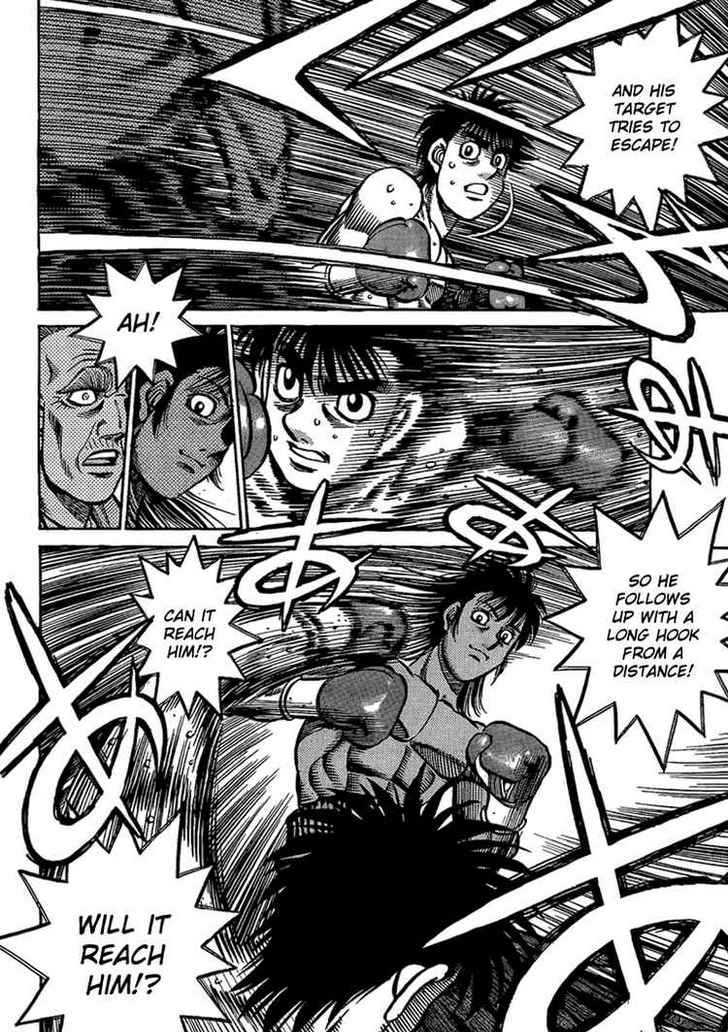 AND HIS
TARGET
TRIES TO
ESCAPE!
AH!
SO HE
FOLLOWS
UP WITH A
LONG HOOK
FROM A
DISTANCE!
CAN IT
REACH
HIM!?
WILL IT
REACH
HIM!?